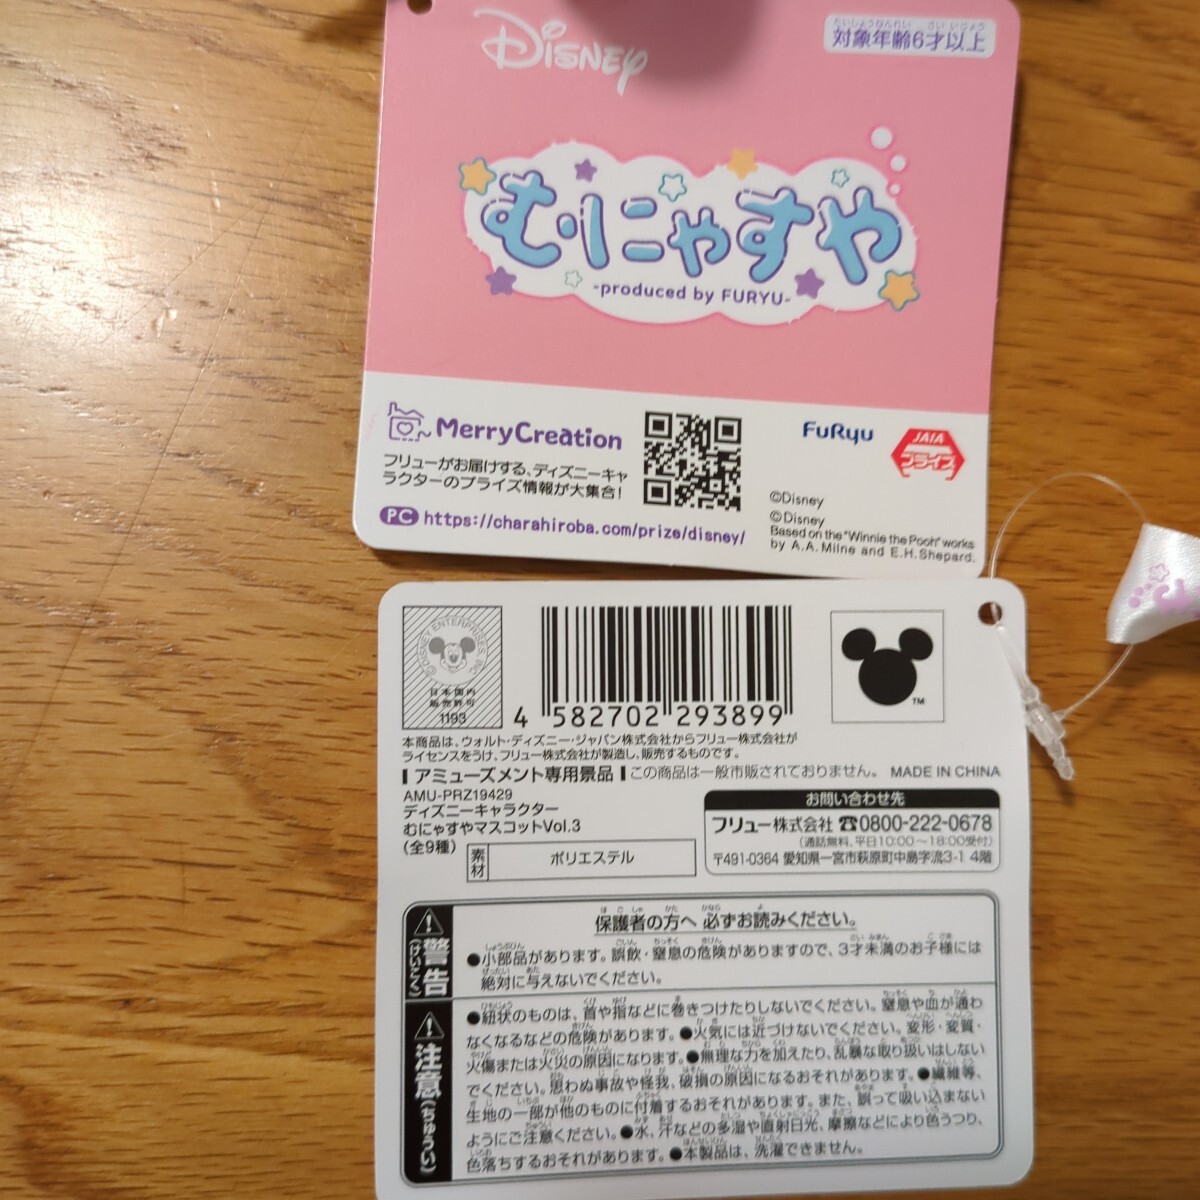 Disney
たいしょうねんれい さい いじょう
対象年齢6才以上
むにゃすや
-produced by FURYU-
MerryCreation
フリューがお届けする、ディズニーキャ
ラクターのプライズ情報が大集合!
PC https://charahiroba.com/prize/disney/
FuRyu
JAIA
プライズ
©Disney
©Disney
Based on the "Winnie the Pooh" works
by A.A. Milne and E.H. Shepard.
©DISNEY ENTERPRISES, INC.
日本国内
販売許可
1193
4 582702 293899
TM
本商品は、ウォルト・ディズニー・ジャパン株式会社からフリュー株式会社が
ライセンスをうけ、フリュー株式会社が製造し、販売するものです。
アミューズメント専用景品 この商品は一般市販されておりません。 MADE IN CHINA
AMU-PRZ19429
ディズニーキャラクター
むにゃすやマスコットVol.3
(全9種)
素材 ポリエステル
お問い合わせ先
フリュー株式会社 ☎0800-222-0678
(通話無料、平日10:00～18:00受付)
〒491-0364 愛知県一宮市萩原町中島字流3-1 4階
警告(けいこく)
保護者の方へ 必ずお読みください。
●小部品があります。誤飲・窒息の危険がありますので、3才未満のお子様には
絶対に与えないでください。
注意(ちゅうい)
●紐状のものは、首や指などに巻きつけたりしないでください。窒息や血が通わ
なくなるなどの危険があります。●火気には近づけないでください。変形・変質・
火傷または火災の原因になります。●無理な力を加えたり、乱暴な取り扱いはしない
でください。思わぬ事故や怪我、破損の原因になるおそれがあります。●繊維等、
生地の一部が他のものに付着するおそれがあります。また、誤って吸い込まない
ようにご注意ください。●水、汗などの多湿や直射日光、摩擦などにより色うつり、
色落ちするおそれがあります。●本製品は、洗濯できません。